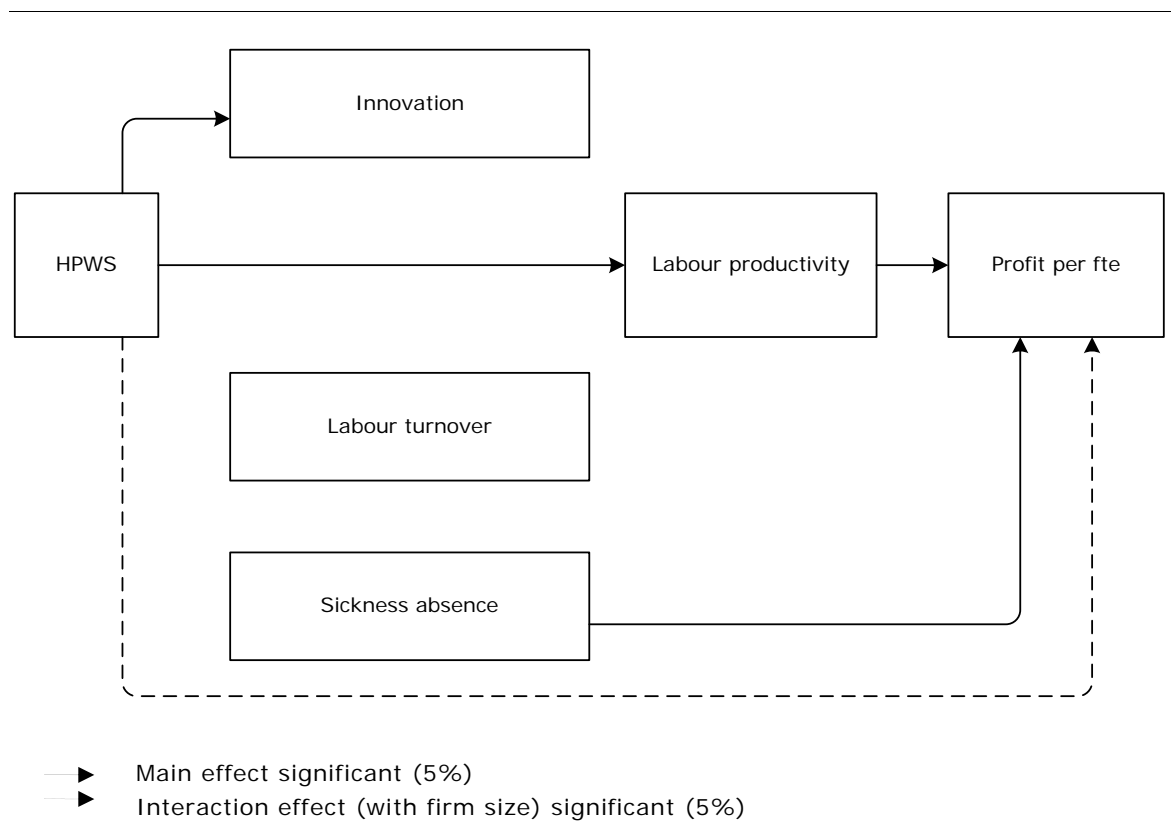 Innovation
HPWS
Labour productivity
Profit per fte
Labour turnover
Sickness absence
Main effect significant (5%)
Interaction effect (with firm size) significant (5%)